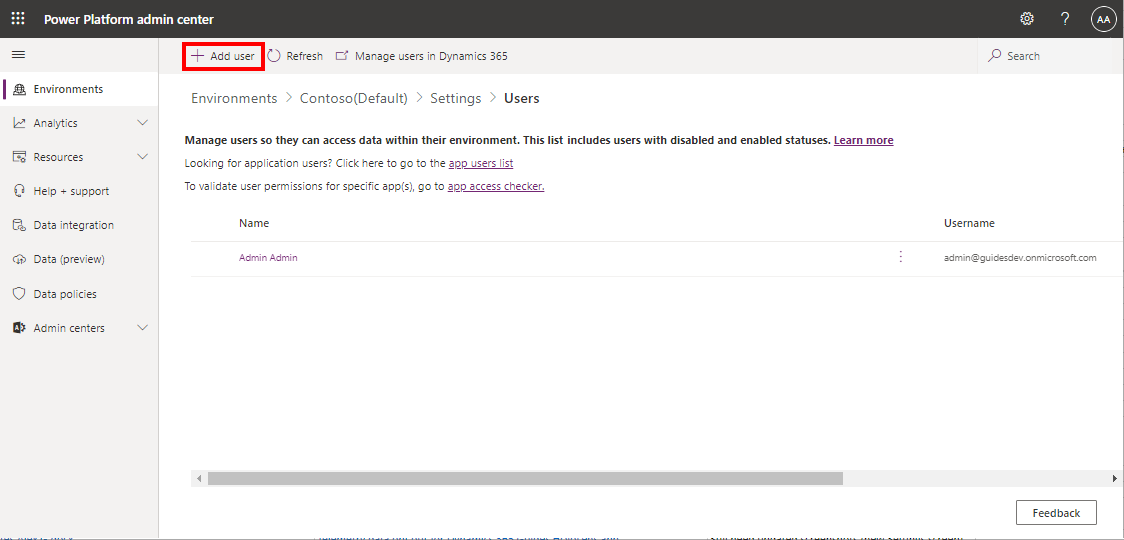 Power Platform admin center
? AA
Add user Refresh Manage users in Dynamics 365 Search
Environments
Analytics
Resources
Help + support
Data integration
Data (preview)
Data policies
Admin centers
Environments > Contoso(Default) > Settings > Users
Manage users so they can access data within their environment. This list includes users with disabled and enabled statuses. Learn more
Looking for application users? Click here to go to the app users list
To validate user permissions for specific app(s), go to app access checker.
Name Username
Admin Admin admin@guidesdev.onmicrosoft.com
Feedback